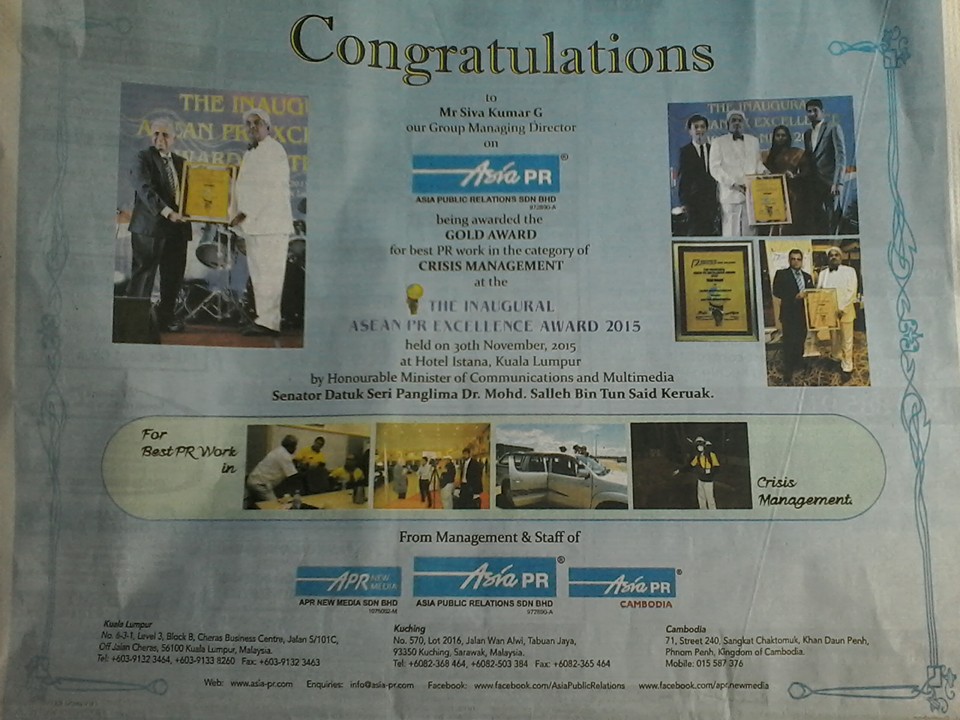 Congratulations
to
Mr Siva Kumar G
our Group Managing Director
on
Asia PR®
ASIA PUBLIC RELATIONS SDN BHD
being awarded the
GOLD AWARD
for best PR work in the category of
CRISIS MANAGEMENT
at the
THE INAUGURAL
ASEAN PR EXCELLENCE AWARD 2015
held on 30th November, 2015
at Hotel Istana, Kuala Lumpur
by Honourable Minister of Communications and Multimedia
Senator Datuk Seri Panglima Dr. Mohd. Salleh Bin Tun Said Keruak.
THE INAUGU
PR EXC
For
Best PR Work
in
Crisis
Management.
From Management & Staff of
APR NEW MEDIA
APR NEW MEDIA SDN BHD
Asia PR®
ASIA PUBLIC RELATIONS SDN BHD
Asia PR®
CAMBODIA
Kuala Lumpur
No. 6-3-1, Level 3, Block B, Cheras Business Centre, Jalan 5/101C,
Off Jalan Cheras, 56100 Kuala Lumpur, Malaysia.
Tel: +603-9132 3464, +603-9133 8260 Fax: +603-9132 3463
Kuching
No. 570, Lot 2016, Jalan Wan Alwi, Tabuan Jaya,
93350 Kuching, Sarawak, Malaysia.
Tel: +6082-368 464, +6082-503 384 Fax: +6082-365 464
Cambodia
71, Street 240, Sangkat Chaktomuk, Khan Daun Penh,
Phnom Penh, Kingdom of Cambodia.
Mobile: 015 587 376
Web: www.asia-pr.com Enquiries: info@asia-pr.com Facebook: www.facebook.com/AsiaPublicRelations www.facebook.com/apr.newmedia